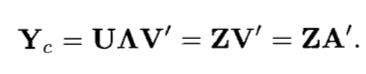 𝐘_c = 𝐔𝚲𝐕′ = 𝐙𝐕′ = 𝐙𝐀′.